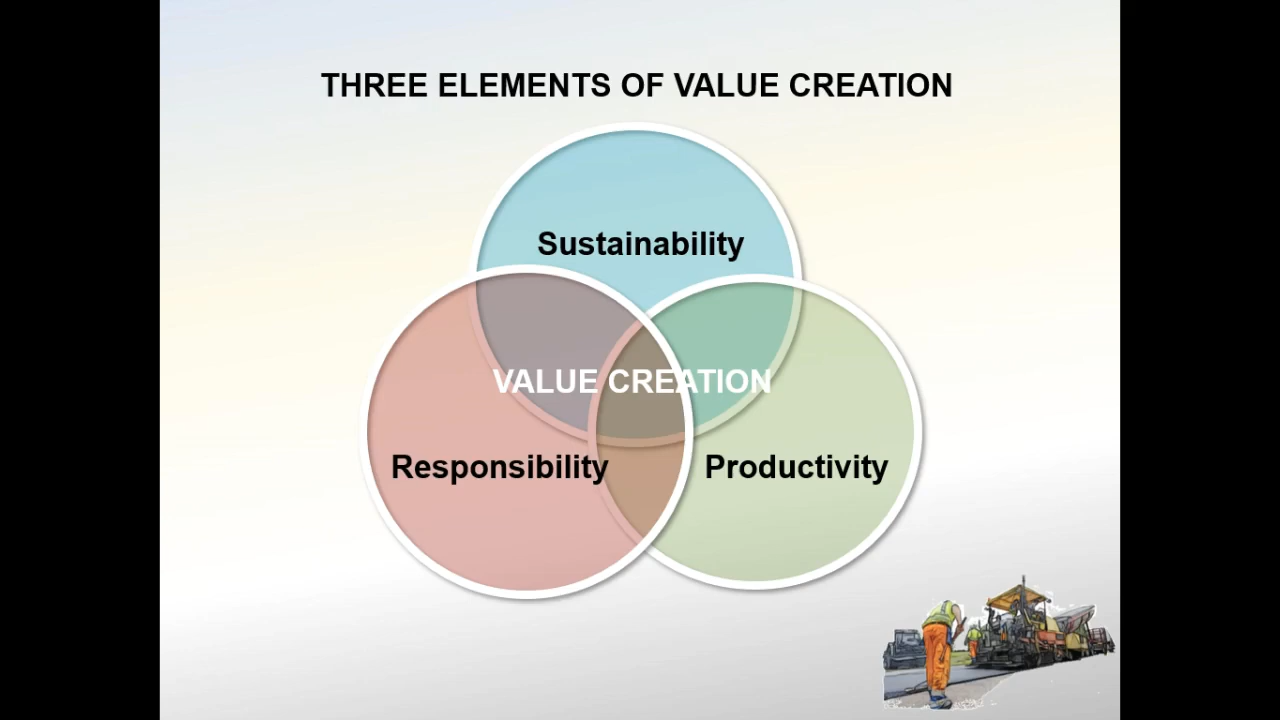 THREE ELEMENTS OF VALUE CREATION
Sustainability
VALUE CREATION
Responsibility
Productivity